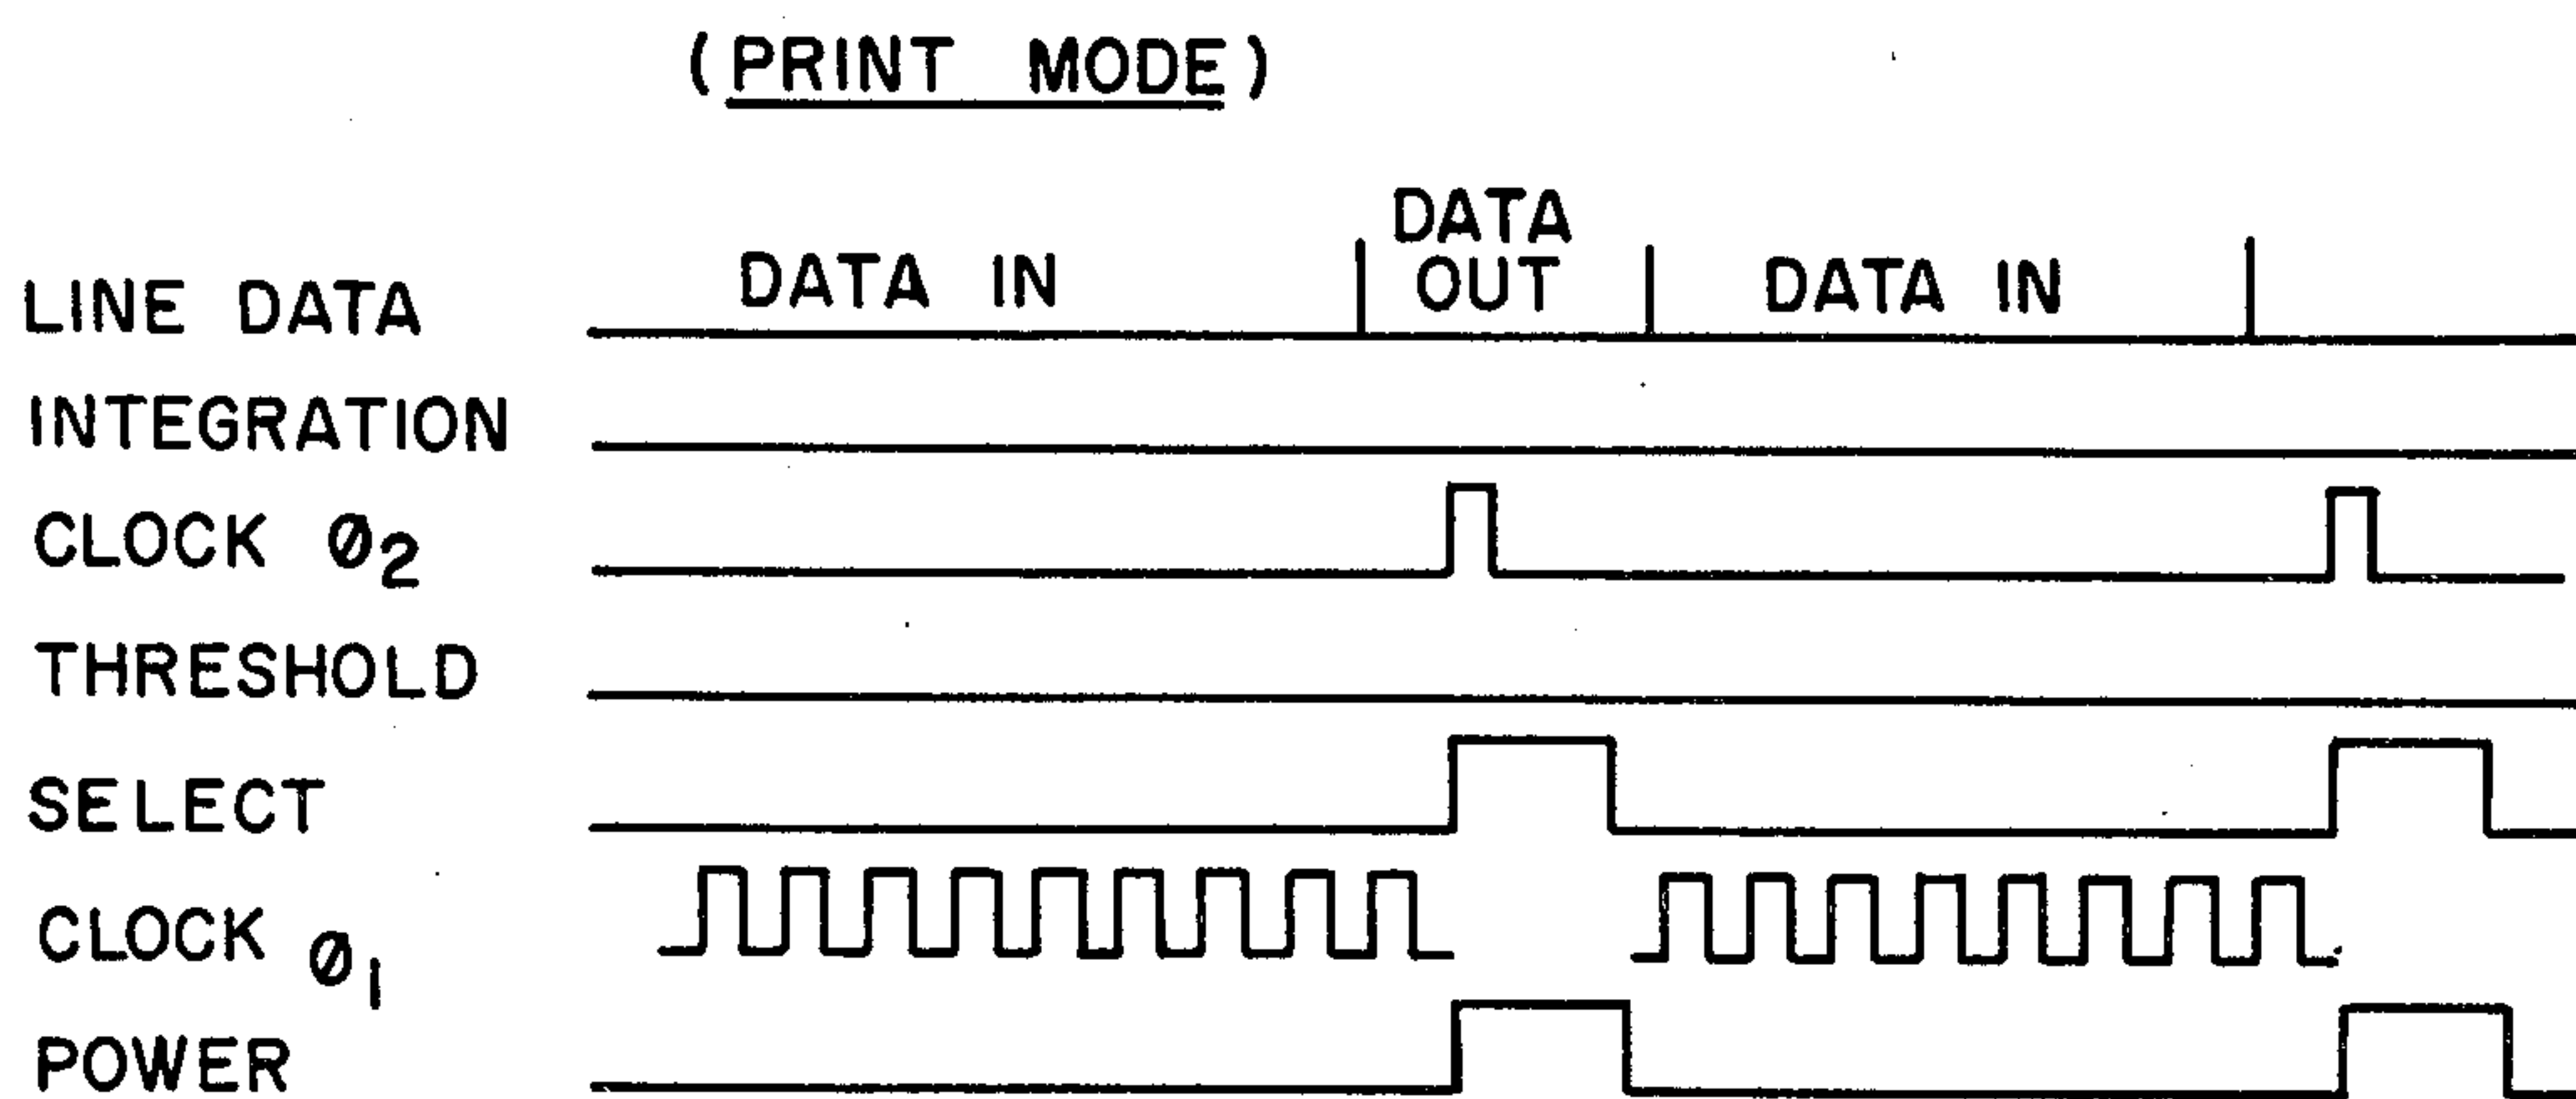 (PRINT MODE)
DATA
OUT
DATA IN
DATA IN
LINE DATA
INTEGRATION
CLOCK Ø2
THRESHOLD
SELECT
CLOCK Ø1
POWER